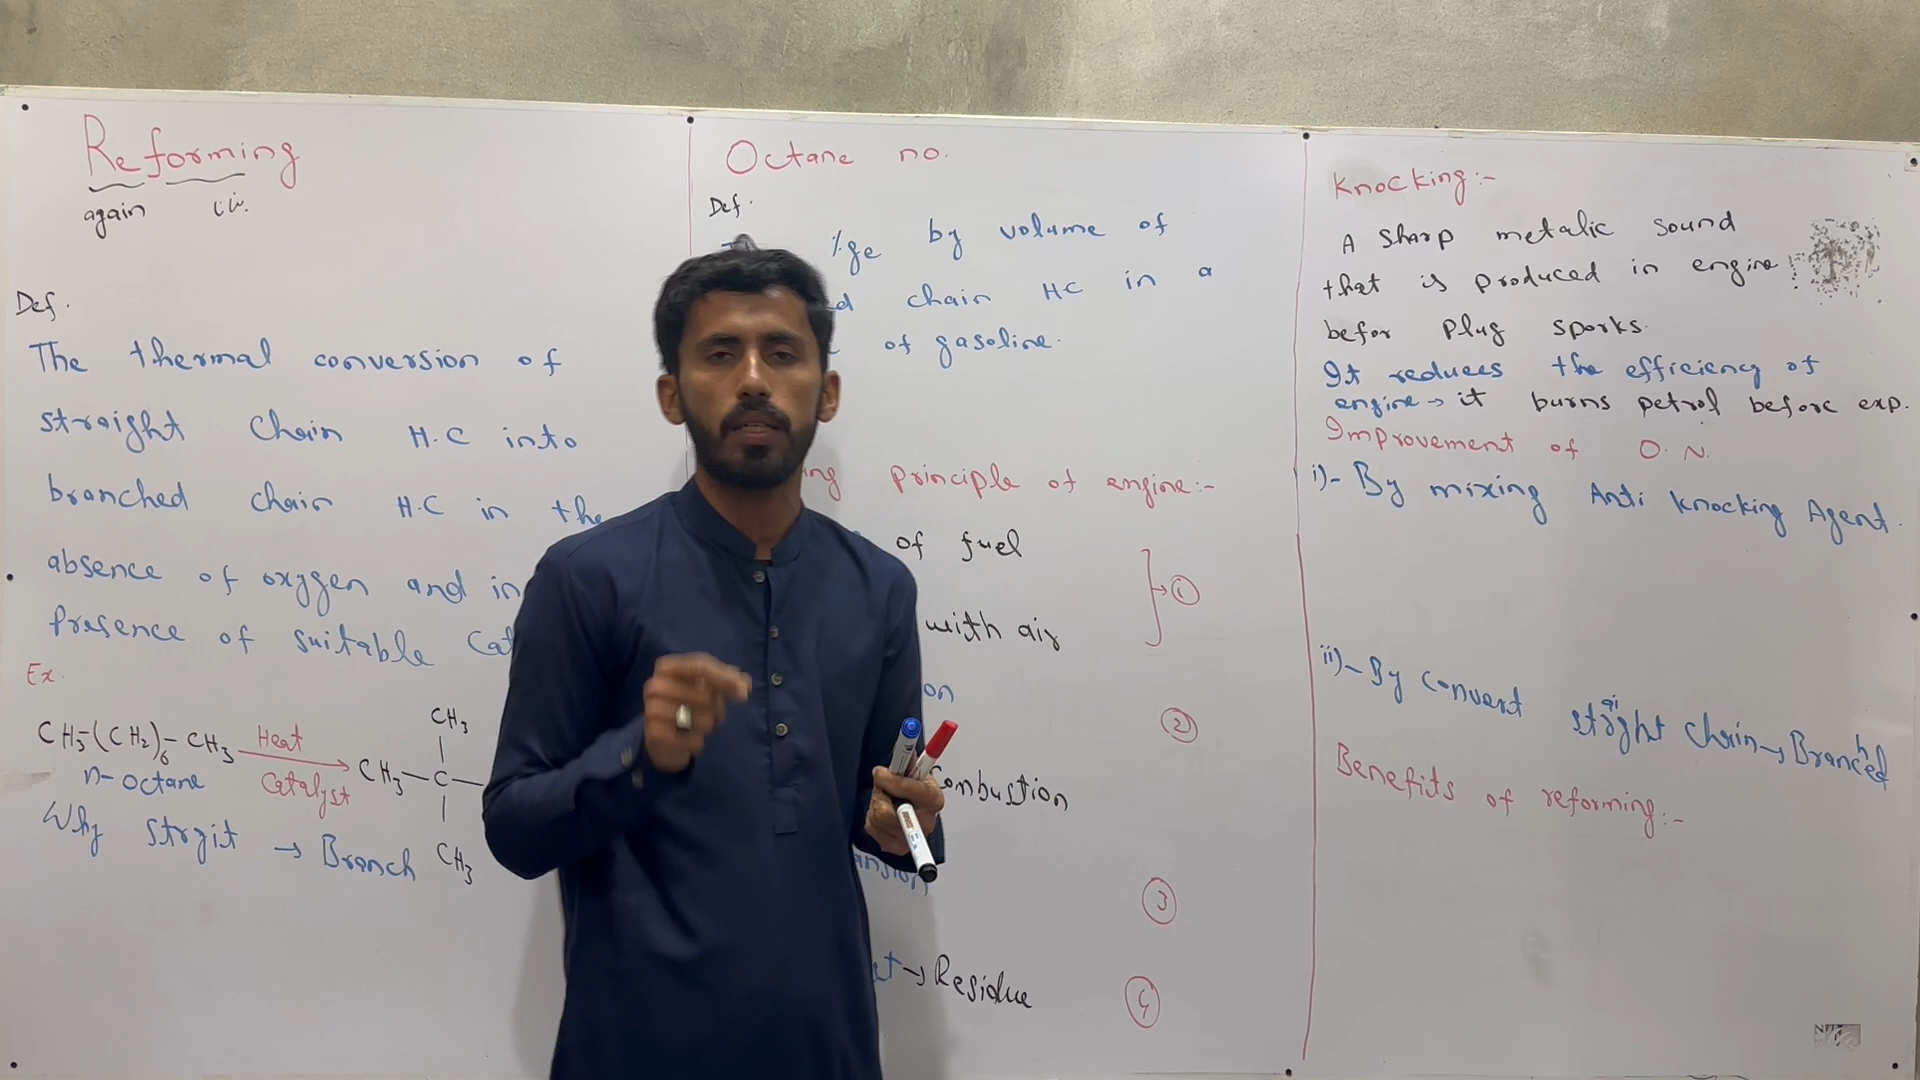 Reforming
again
Def.
The thermal conversion of
straight chain H.C into
branched chain H.C in the
absence of oxygen and in
Presence of suitable Cat
Ex.
CH3-(CH2)6-CH3 Heat Catalyst
n-octane
CH3
CH3-C-
CH3
Why strgit → Branch
Octane no.
Def.
%ge by volume of
chain HC in a
of gasoline.
ing principle of engine:-
of fuel
with air
①
on
②
Combustion
ansion
③
→ Residue
④
Knocking:-
A Sharp metalic sound
that is produced in engine
befor Plug sparks.
It reduces the efficiency of
engine → it burns petrol before exp.
Improvement of O.N.
i)- By mixing Anti Knocking Agent.
ii)- By convert straight chain → Branched
Benefits of reforming:-